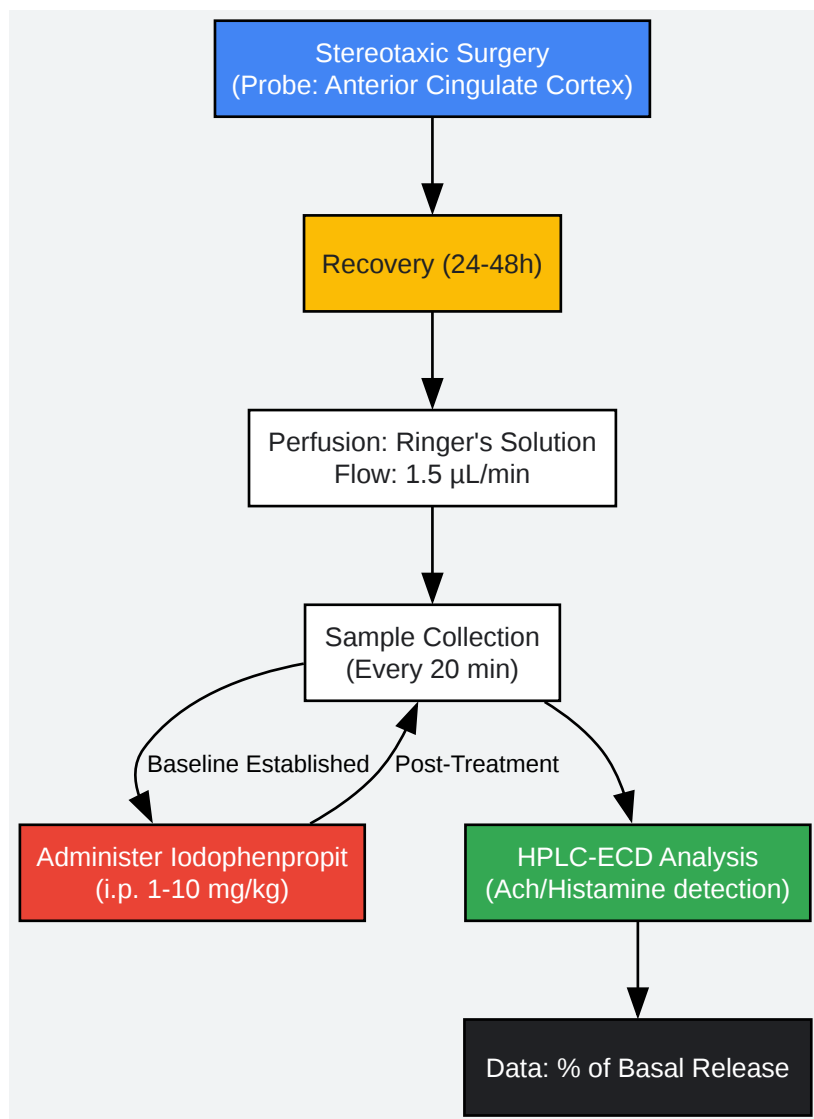 Stereotaxic Surgery
(Probe: Anterior Cingulate Cortex)
Recovery (24-48h)
Perfusion: Ringer's Solution
Flow: 1.5 µL/min
Sample Collection
(Every 20 min)
Baseline Established
Post-Treatment
Administer Iodophenpropit
(i.p. 1-10 mg/kg)
HPLC-ECD Analysis
(Ach/Histamine detection)
Data: % of Basal Release